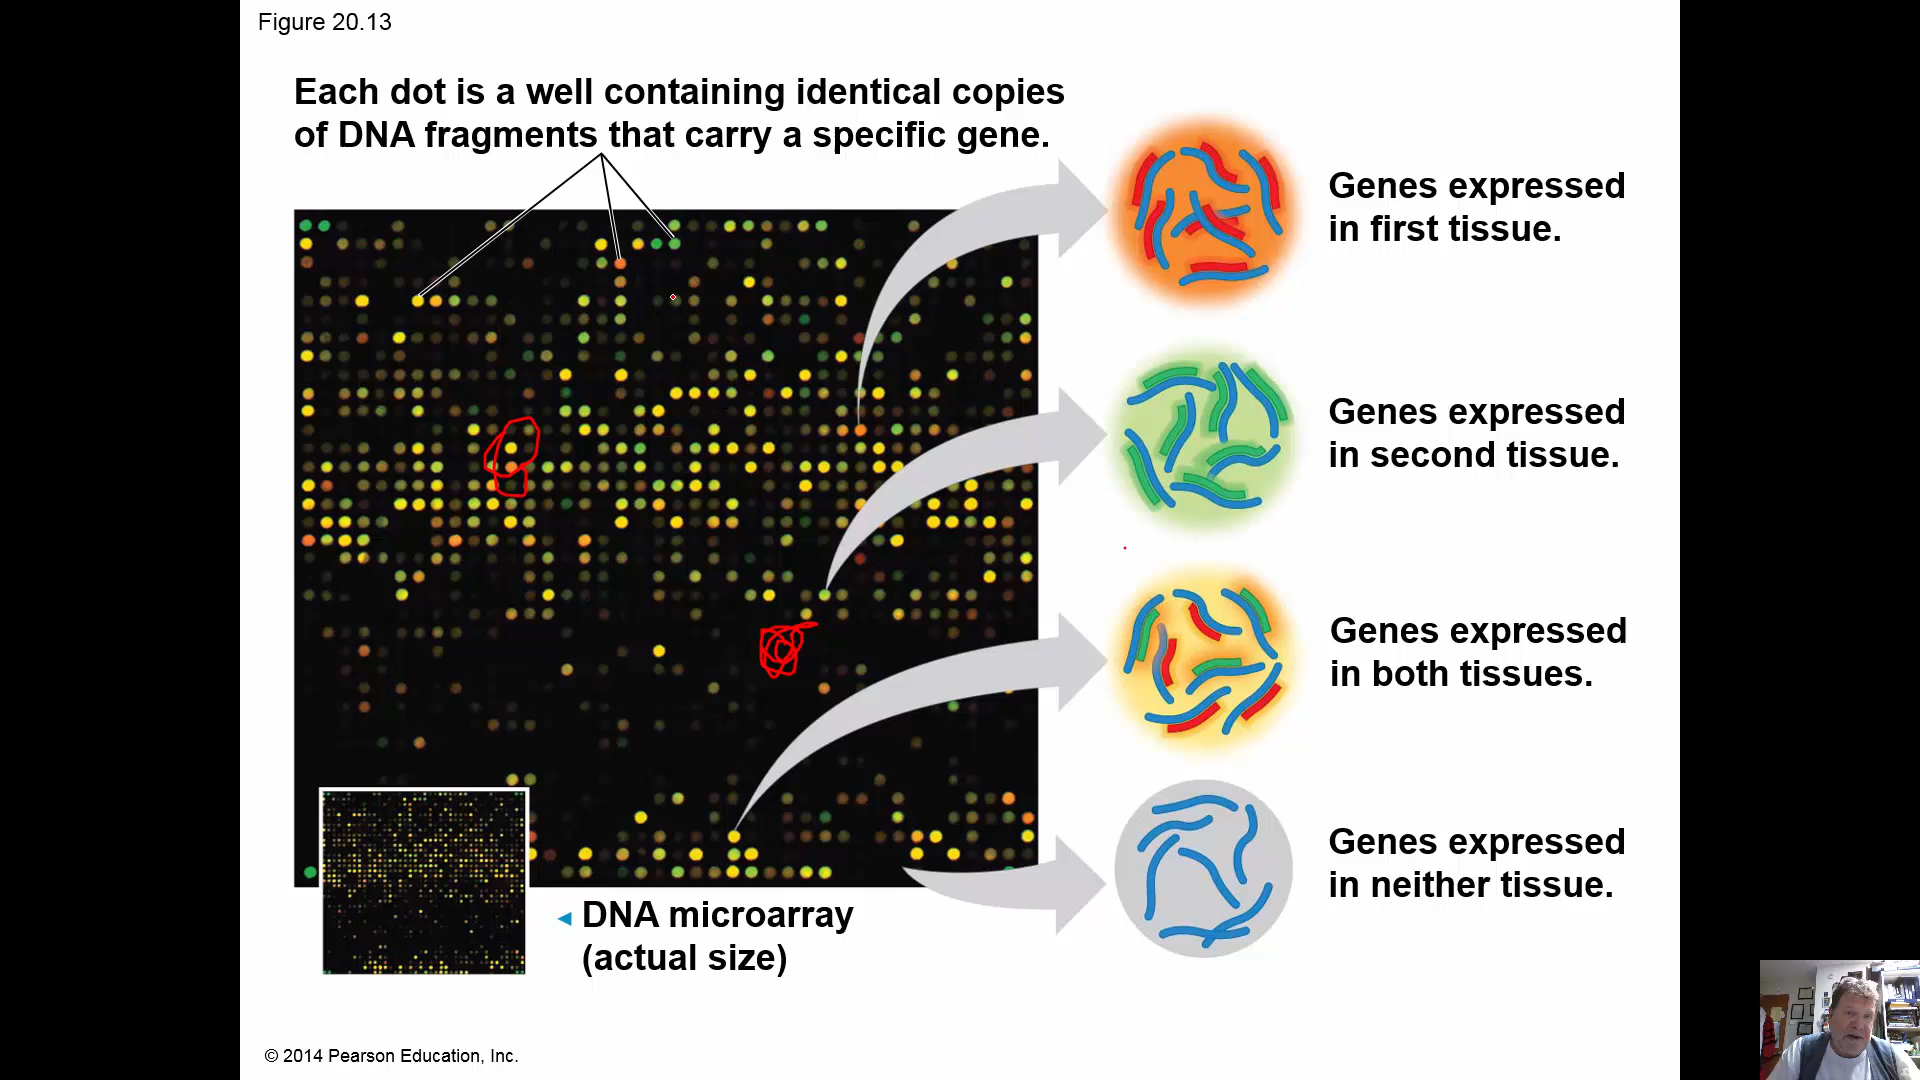 Figure 20.13
Each dot is a well containing identical copies
of DNA fragments that carry a specific gene.
Genes expressed
in first tissue.
Genes expressed
in second tissue.
Genes expressed
in both tissues.
Genes expressed
in neither tissue.
DNA microarray
(actual size)
© 2014 Pearson Education, Inc.